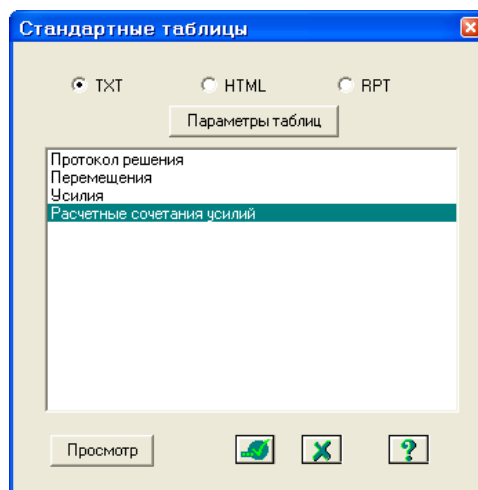 Стандартные таблицы
TXT HTML RPT
Параметры таблиц
Протокол решения
Перемещения
Усилия
Расчетные сочетания усилий
Просмотр
?